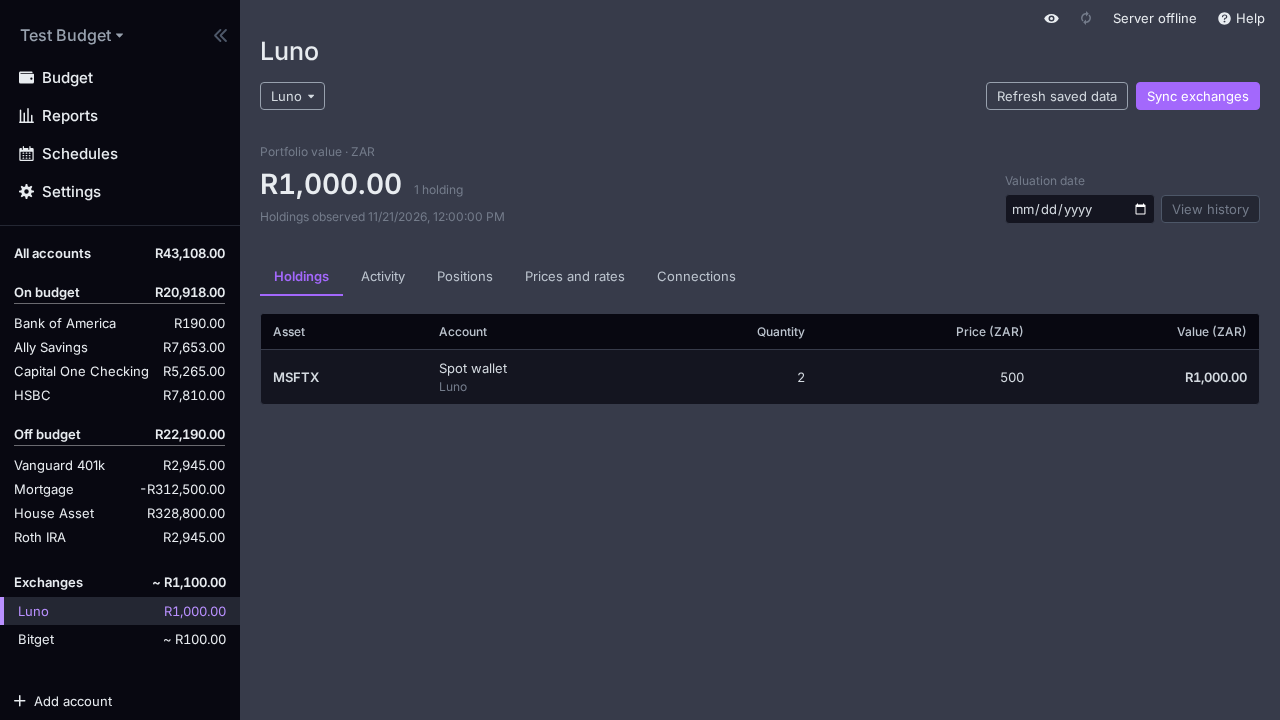 Test Budget
Budget
Reports
Schedules
Settings
All accounts R43,108.00
On budget R20,918.00
Bank of America R190.00
Ally Savings R7,653.00
Capital One Checking R5,265.00
HSBC R7,810.00
Off budget R22,190.00
Vanguard 401k R2,945.00
Mortgage -R312,500.00
House Asset R328,800.00
Roth IRA R2,945.00
Exchanges ~ R1,100.00
Luno R1,000.00
Bitget ~ R100.00
Add account
Server offline Help
Luno
Luno Refresh saved data Sync exchanges
Portfolio value · ZAR
R1,000.00 1 holding
Holdings observed 11/21/2026, 12:00:00 PM
Valuation date
mm/dd/yyyy View history
Holdings Activity Positions Prices and rates Connections
Asset Account Quantity Price (ZAR) Value (ZAR)
MSFTX Spot wallet 2 500 R1,000.00
Luno